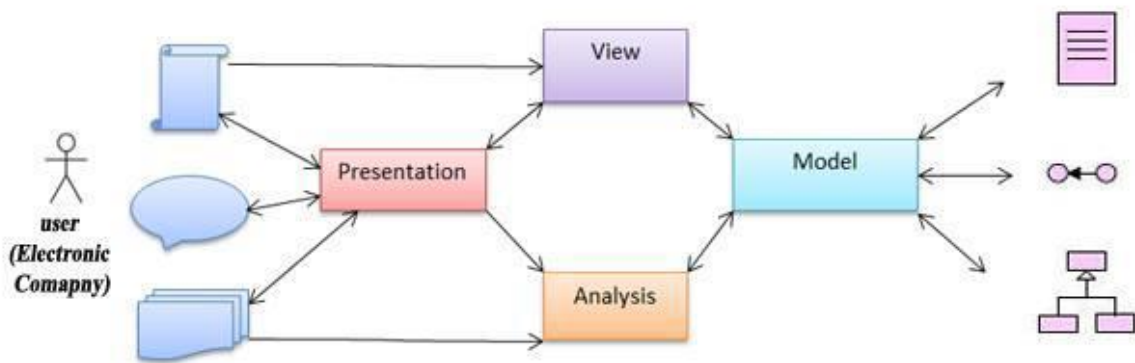 View
Presentation
Model
user
(Electronic
Comapny)
Analysis